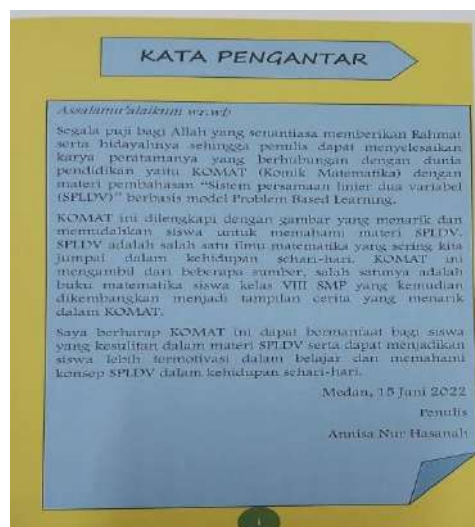 KATA PENGANTAR
Assalamu'alaikum wr.wb
Segala puji bagi Allah yang senantiasa memberikan Rahmat
serta hidayahnya sehingga penulis dapat menyelesaikan
karya peratamanya yang berhubungan dengan dunia
pendidikan yaitu KOMAT (Komik Matematika) dengan
materi pembahasan “Sistem persamaan linier dua variabel
(SPLDV)” berbasis model Problem Based Learning.
KOMAT ini dilengkapi dengan gambar yang menarik dan
memudahkan siswa untuk memahami materi SPLDV.
SPLDV adalah salah satu ilmu matematika yang sering kita
jumpai dalam kehidupan sehari-hari. KOMAT ini
mengambil dari beberapa sumber, salah satunya adalah
buku matematika siswa kelas VIII SMP yang kemudian
dikembangkan menjadi tampilan cerita yang menarik
dalam KOMAT.
Saya berharap KOMAT ini dapat bermanfaat bagi siswa
yang kesulitan dalam materi SPLDV serta dapat menjadikan
siswa lebih termotivasi dalam belajar dan memahami
konsep SPLDV dalam kehidupan sehari-hari.
Medan, 15 Juni 2022
Penulis
Annisa Nur Hasanah